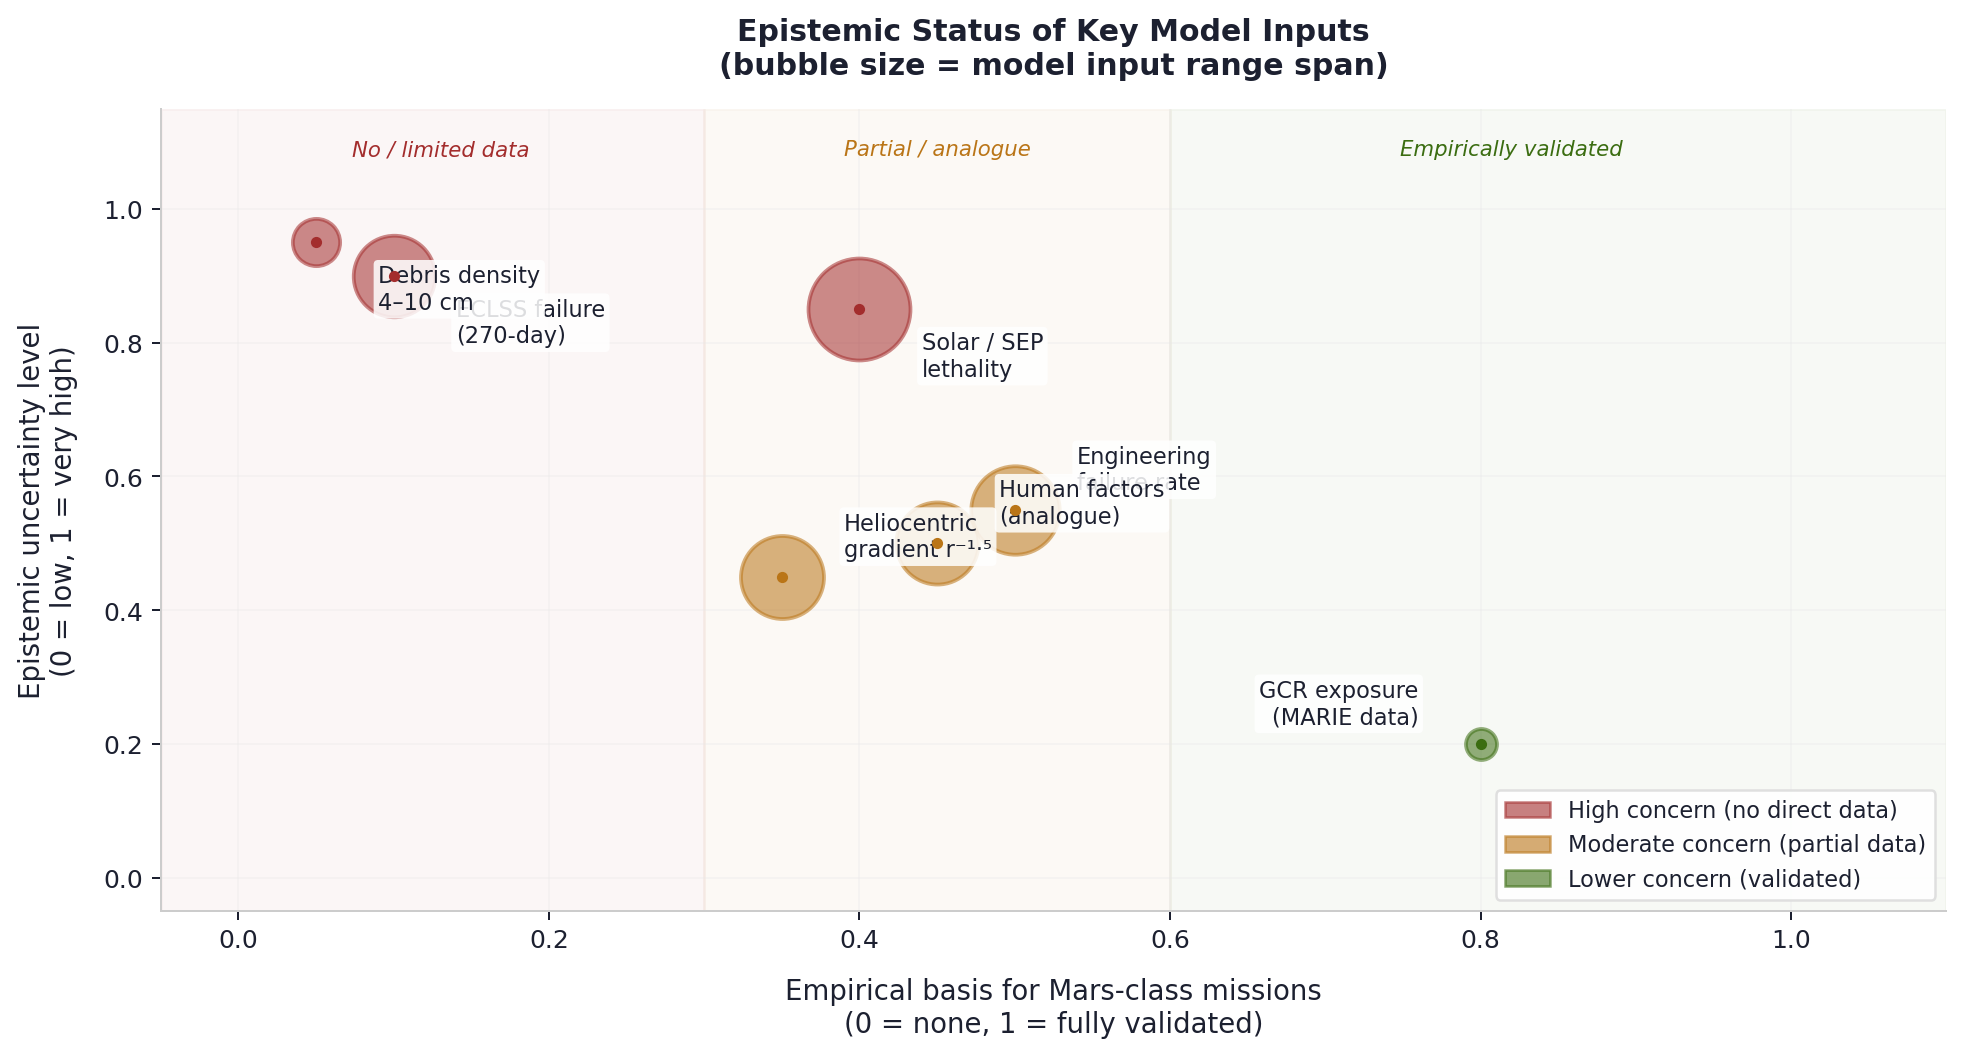 Epistemic Status of Key Model Inputs
(bubble size = model input range span)
No / limited data
Partial / analogue
Empirically validated
Epistemic uncertainty level
(0 = low, 1 = very high)
1.0
0.8
0.6
0.4
0.2
0.0
Debris density
4–10 cm
ECLSS failure
(270-day)
Solar / SEP
lethality
Engineering
failure rate
Human factors
(analogue)
Heliocentric
gradient r⁻¹·⁵
GCR exposure
(MARIE data)
High concern (no direct data)
Moderate concern (partial data)
Lower concern (validated)
0.0
0.2
0.4
0.6
0.8
1.0
Empirical basis for Mars-class missions
(0 = none, 1 = fully validated)